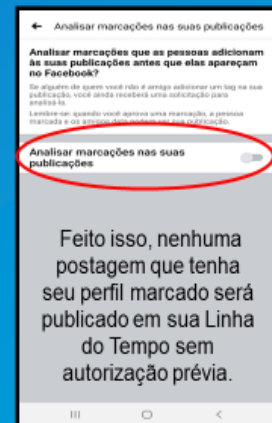 ← Analisar marcações nas suas publicações
Analisar marcações que as pessoas adicionam
às suas publicações antes que elas apareçam
no Facebook?
Se alguém de quem você não é amigo adicionar um tag na sua
publicação, você ainda receberá uma solicitação para
analisá-la.
Lembre-se: quando você aprova uma marcação, a pessoa
marcada e os amigos dela podem ver sua publicação.
Analisar marcações nas suas
publicações
Feito isso, nenhuma
postagem que tenha
seu perfil marcado será
publicado em sua Linha
do Tempo sem
autorização prévia.